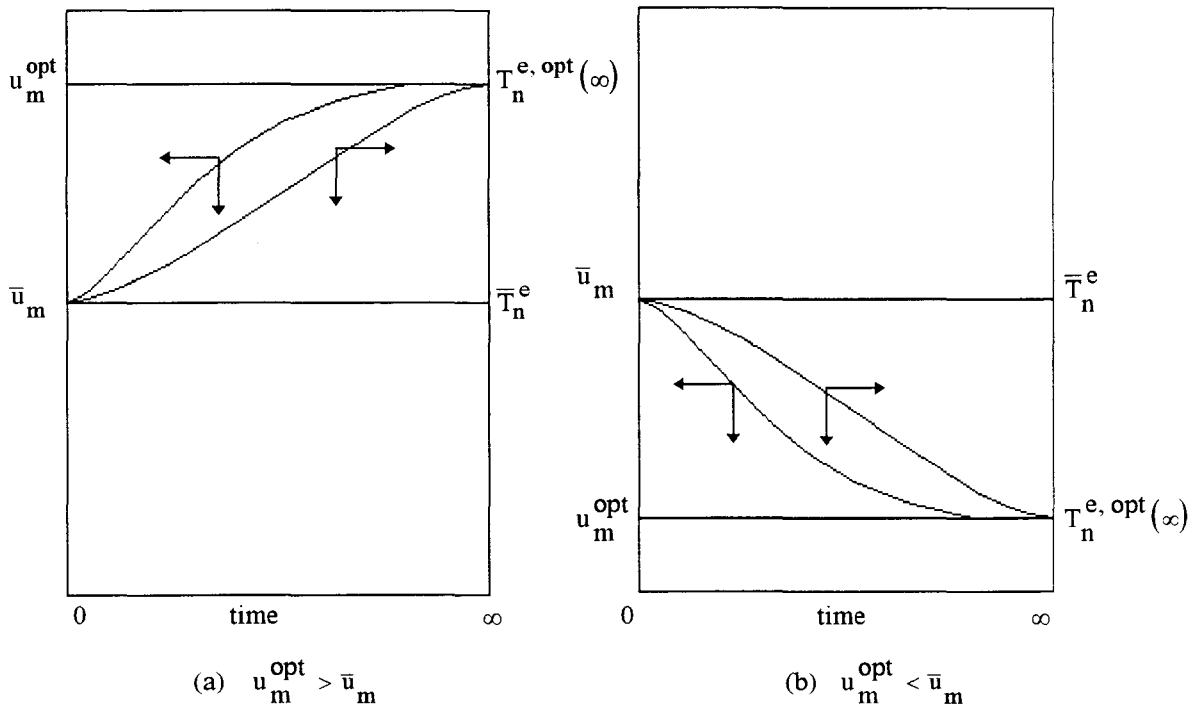 u_m^opt
T_n^e, opt (∞)
ū_m
T̄_n^e
0 time ∞
(a) u_m^opt > ū_m
ū_m
T̄_n^e
u_m^opt
T_n^e, opt (∞)
0 time ∞
(b) u_m^opt < ū_m